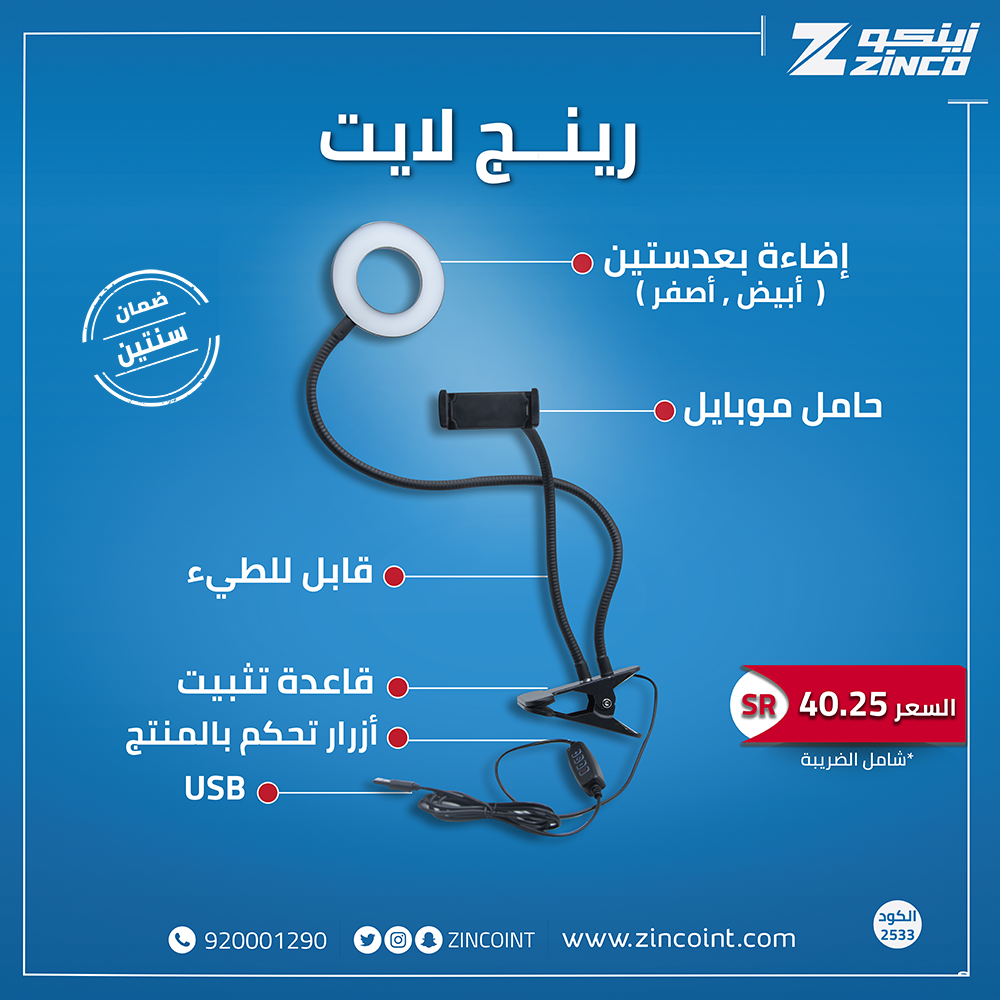 زينكو
ZINCO
رينج لايت
إضاءة بعدستين
( أبيض , أصفر )
ضمان
سنتين
حامل موبايل
قابل للطيء
قاعدة تثبيت
أزرار تحكم بالمنتج
USB
السعر 40.25 SR
*شامل الضريبة
الكود
2533
920001290 ZINCOINT www.zincoint.com